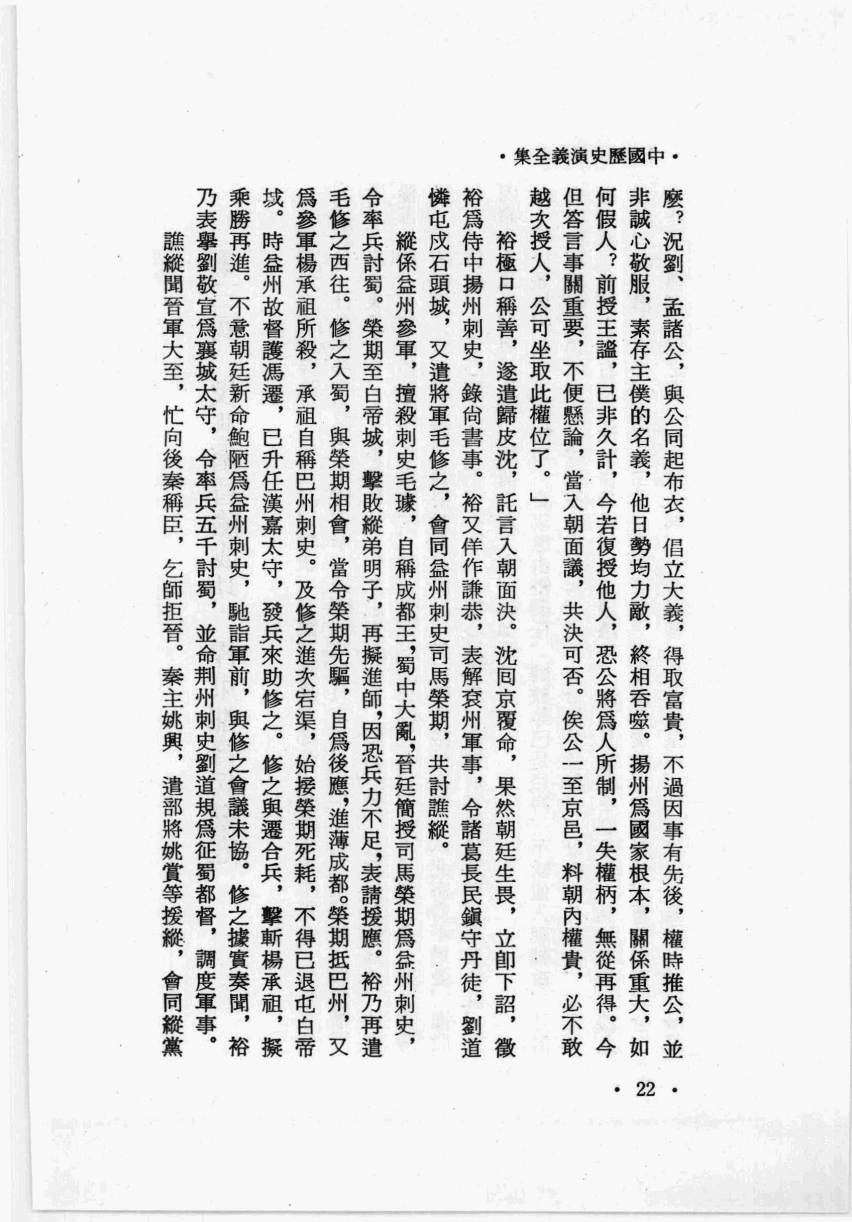 ·中國歷史演義全集·
麼？況劉、孟諸公，與公同起布衣，倡立大義，得取富貴，不過因事有先後，權時推公，並
非誠心敬服，素存主僕的名義，他日勢均力敵，終相吞噬。揚州爲國家根本，關係重大，如
何假人？前授王謐，已非久計，今若復授他人，恐公將爲人所制，一失權柄，無從再得。今
但答言事關重要，不便懸論，當入朝面議，共決可否。俟公一至京邑，料朝內權貴，必不敢
越次授人，公可坐取此權位了。」
裕極口稱善，遂遣歸皮沈，託言入朝面決。沈回京覆命，果然朝廷生畏，立卽下詔，徵
裕爲侍中揚州刺史，錄尙書事。裕又佯作謙恭，表解兗州軍事，令諸葛長民鎭守丹徒，劉道
憐屯戍石頭城，又遣將軍毛修之，會同益州刺史司馬榮期，共討譙縱。
縱係益州參軍，擅殺刺史毛璩，自稱成都王，蜀中大亂，晉廷簡授司馬榮期爲益州刺史，
令率兵討蜀。榮期至白帝城，擊敗縱弟明子，再擬進師，因恐兵力不足，表請援應。裕乃再遣
毛修之西往。修之入蜀，與榮期相會，當令榮期先驅，自爲後應，進薄成都。榮期抵巴州，又
爲參軍楊承祖所殺，承祖自稱巴州刺史。及修之進次宕渠，始接榮期死耗，不得已退屯白帝
城。時益州故督護馮遷，已升任漢嘉太守，發兵來助修之。修之與遷合兵，擊斬楊承祖，擬
乘勝再進。不意朝廷新命鮑陋爲益州刺史，馳詣軍前，與修之會議未協。修之據實奏聞，裕
乃表舉劉敬宣爲襄城太守，令率兵五千討蜀，並命荆州刺史劉道規爲征蜀都督，調度軍事。
譙縱聞晉軍大至，忙向後秦稱臣，乞師拒晉。秦主姚興，遣部將姚賞等援縱，會同縱黨
· 22 ·